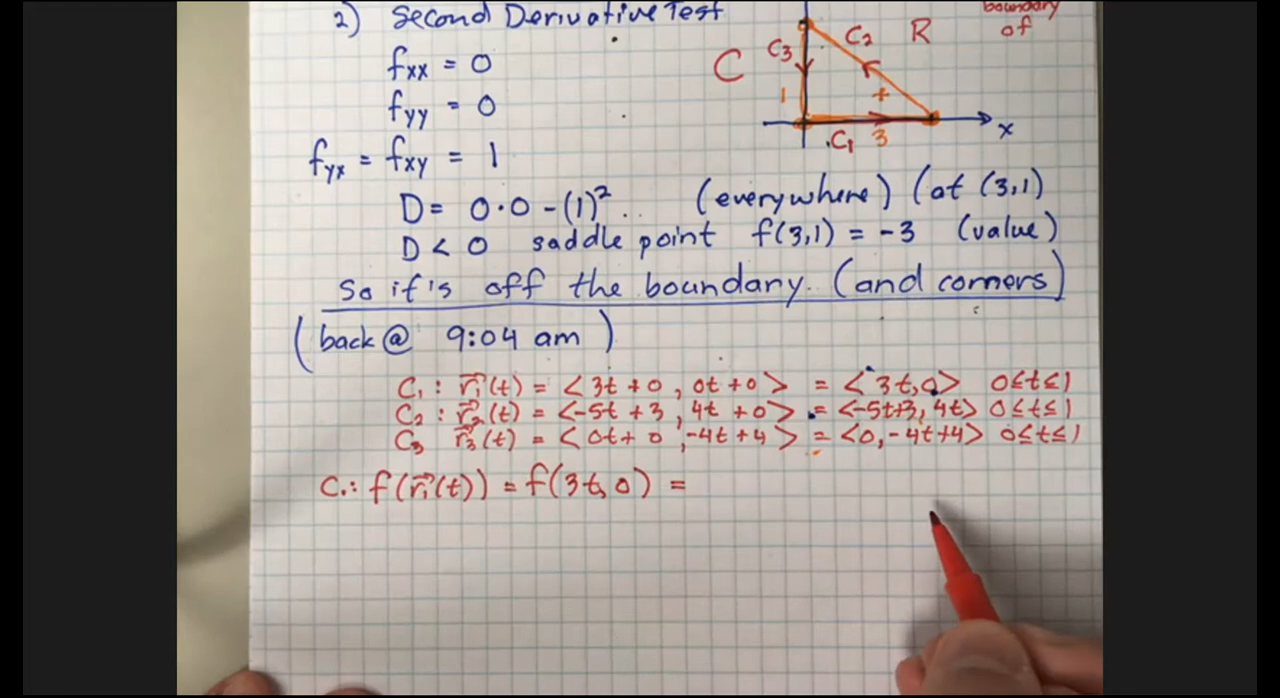 2) Second Derivative Test
boundary
of
fxx = 0
C3
C2
R
C
fyy = 0
1
+
x
C1
3
fyx = fxy = 1
D = 0·0 - (1)² .. (everywhere) (at (3,1)
D < 0 saddle point f(3,1) = -3 (value)
So if's off the boundary. (and corners)
(back @ 9:04 am)
C₁ : r⃗₁(t) = <3t + 0, 0t + 0> = <3t, 0> 0≤t≤1
C₂ : r⃗₂(t) = <-5t + 3, 4t + 0> = <-5t+3, 4t> 0≤t≤1
C₃ r⃗₃(t) = <0t + 0, -4t + 4> = <0, -4t+4> 0≤t≤1
C₁: f(r⃗₁(t)) = f(3t, 0) =